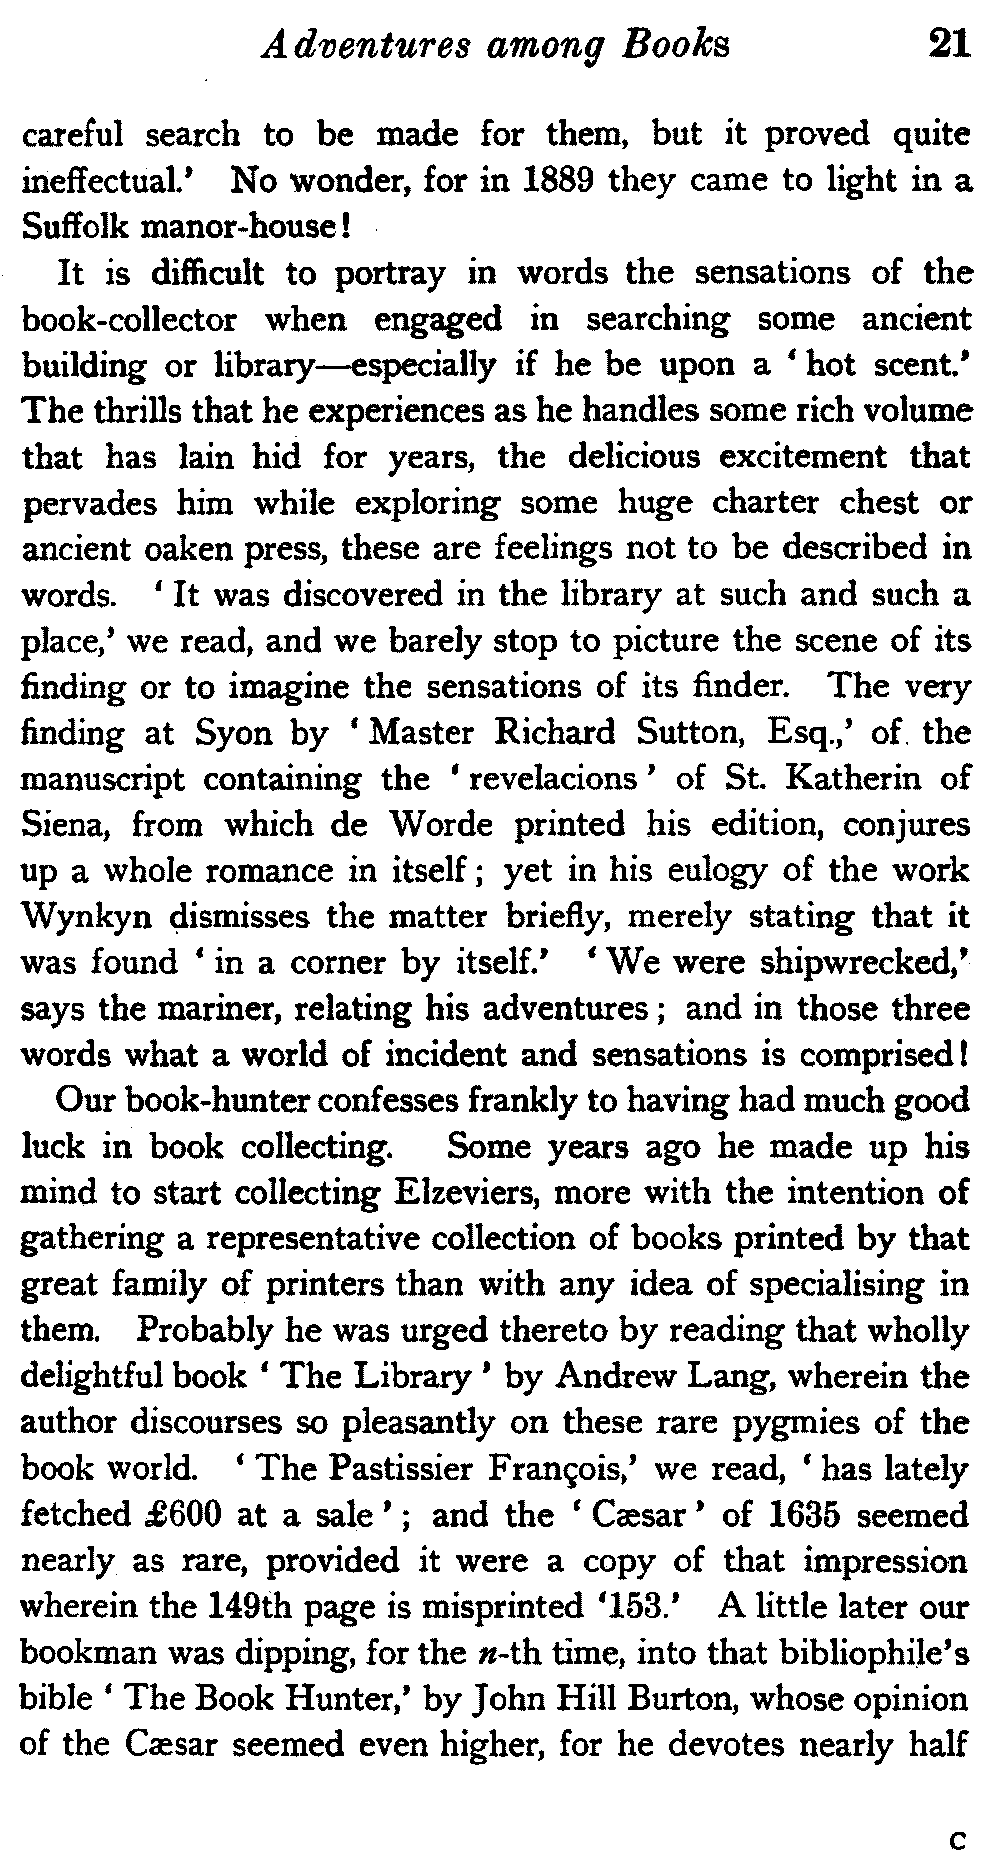 Adventures among Books 21
careful search to be made for them, but it proved quite
ineffectual.' No wonder, for in 1889 they came to light in a
Suffolk manor-house!
It is difficult to portray in words the sensations of the
book-collector when engaged in searching some ancient
building or library—especially if he be upon a 'hot scent.'
The thrills that he experiences as he handles some rich volume
that has lain hid for years, the delicious excitement that
pervades him while exploring some huge charter chest or
ancient oaken press, these are feelings not to be described in
words. 'It was discovered in the library at such and such a
place,' we read, and we barely stop to picture the scene of its
finding or to imagine the sensations of its finder. The very
finding at Syon by 'Master Richard Sutton, Esq.,' of the
manuscript containing the 'revelacions' of St. Katherin of
Siena, from which de Worde printed his edition, conjures
up a whole romance in itself; yet in his eulogy of the work
Wynkyn dismisses the matter briefly, merely stating that it
was found 'in a corner by itself.' 'We were shipwrecked,'
says the mariner, relating his adventures; and in those three
words what a world of incident and sensations is comprised!
Our book-hunter confesses frankly to having had much good
luck in book collecting. Some years ago he made up his
mind to start collecting Elzeviers, more with the intention of
gathering a representative collection of books printed by that
great family of printers than with any idea of specialising in
them. Probably he was urged thereto by reading that wholly
delightful book 'The Library' by Andrew Lang, wherein the
author discourses so pleasantly on these rare pygmies of the
book world. 'The Pastissier François,' we read, 'has lately
fetched £600 at a sale'; and the 'Cæsar' of 1635 seemed
nearly as rare, provided it were a copy of that impression
wherein the 149th page is misprinted '153.' A little later our
bookman was dipping, for the n-th time, into that bibliophile's
bible 'The Book Hunter,' by John Hill Burton, whose opinion
of the Cæsar seemed even higher, for he devotes nearly half
C